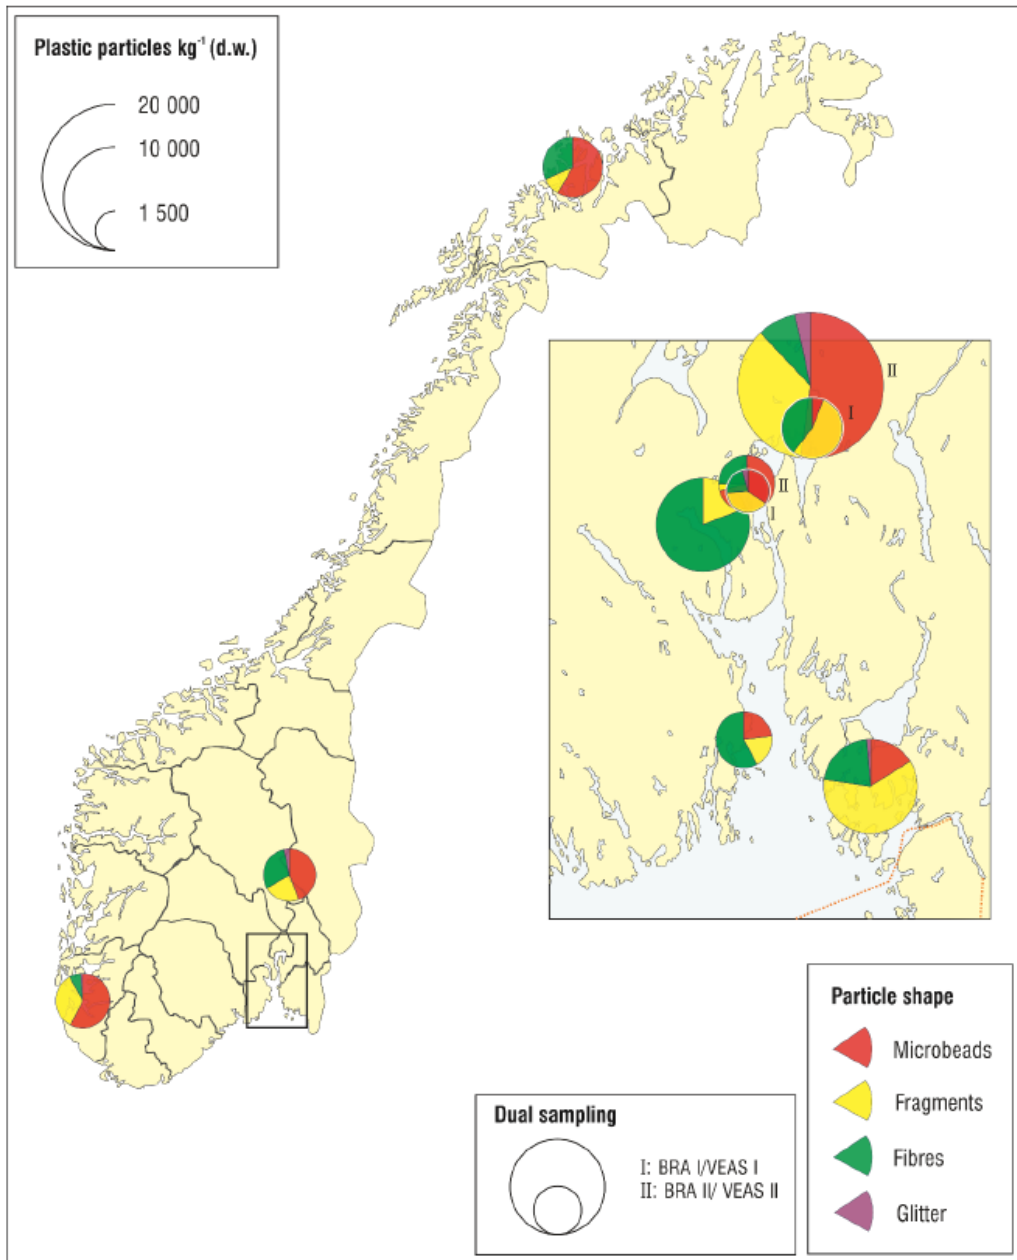 Plastic particles kg⁻¹ (d.w.)
20 000
10 000
1 500
II
I
II
I
Particle shape
Microbeads
Fragments
Fibres
Glitter
Dual sampling
I: BRA I/VEAS I
II: BRA II/ VEAS II